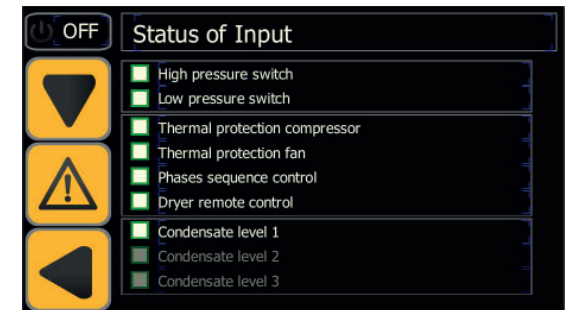 OFF
Status of Input
High pressure switch
Low pressure switch
Thermal protection compressor
Thermal protection fan
Phases sequence control
Dryer remote control
Condensate level 1
Condensate level 2
Condensate level 3